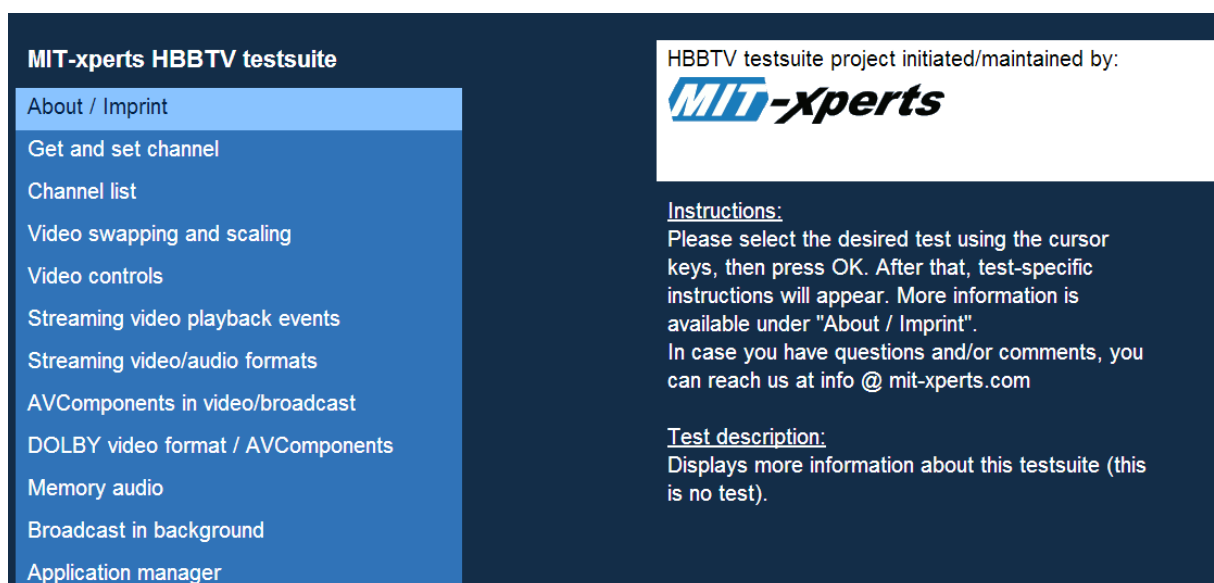 MIT-xperts HBBTV testsuite
About / Imprint
Get and set channel
Channel list
Video swapping and scaling
Video controls
Streaming video playback events
Streaming video/audio formats
AVComponents in video/broadcast
DOLBY video format / AVComponents
Memory audio
Broadcast in background
Application manager
HBBTV testsuite project initiated/maintained by:
MIT-xperts
Instructions:
Please select the desired test using the cursor
keys, then press OK. After that, test-specific
instructions will appear. More information is
available under "About / Imprint".
In case you have questions and/or comments, you
can reach us at info @ mit-xperts.com
Test description:
Displays more information about this testsuite (this
is no test).